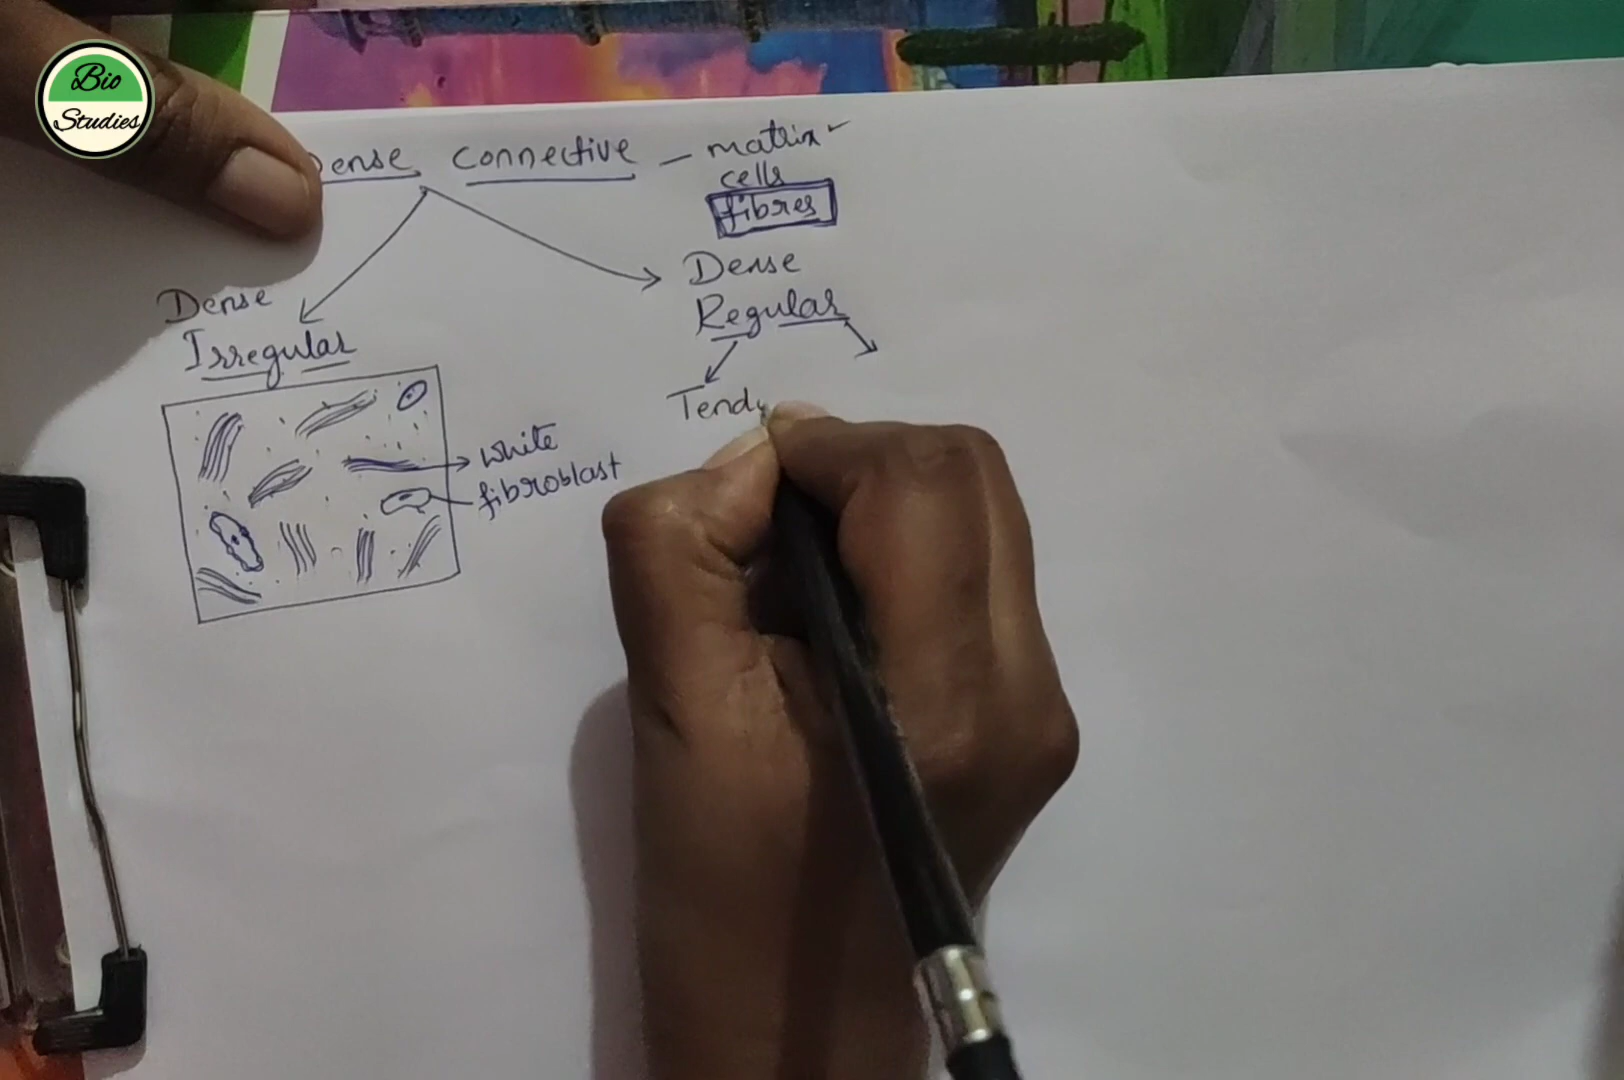 Bio
Studies
Dense connective – matrix
cells
fibres
Dense
Regular
Dense
Irregular
Tend
white
fibroblast